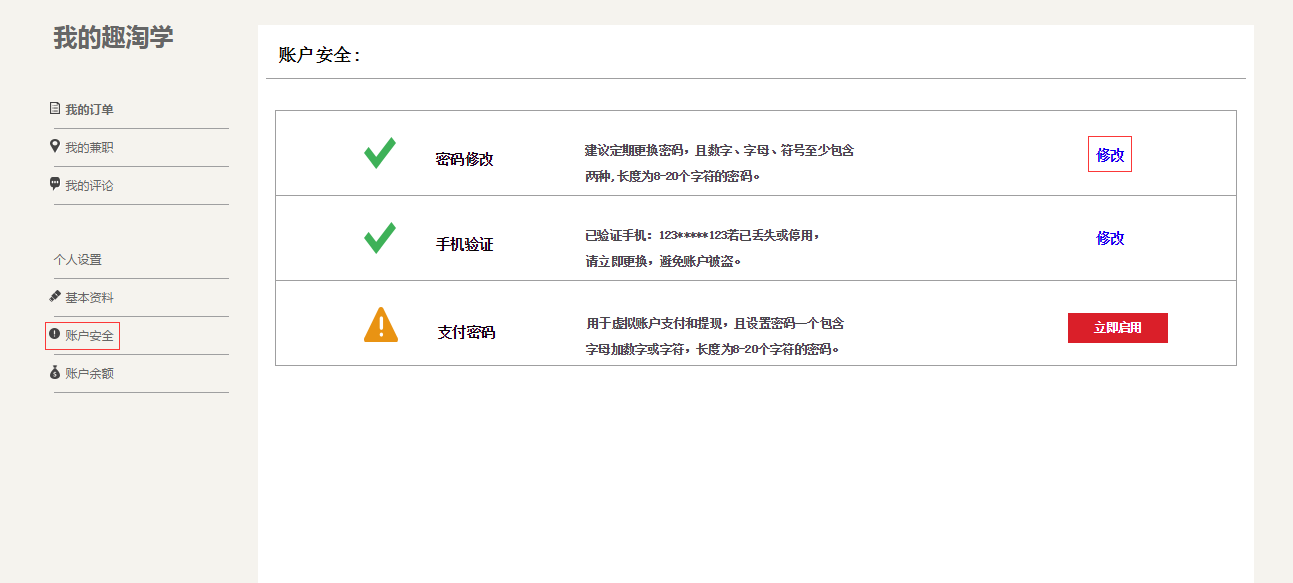 我的趣淘学
我的订单
我的兼职
我的评论
个人设置
基本资料
账户安全
账户余额
账户安全：
密码修改
建议定期更换密码，且数字、字母、符号至少包含
两种,长度为8-20个字符的密码。
修改
手机验证
已验证手机：123*****123若已丢失或停用，
请立即更换，避免账户被盗。
修改
支付密码
用于虚拟账户支付和提现，且设置密码一个包含
字母加数字或字符，长度为8-20个字符的密码。
立即启用